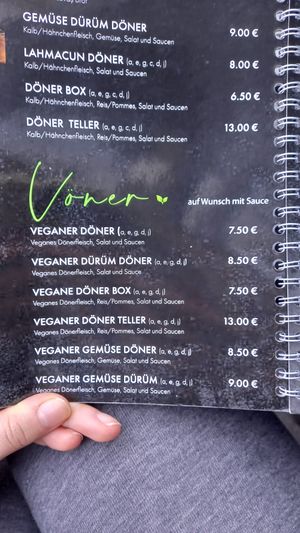 GEMÜSE DÜRÜM DÖNER 9.00 €
Kalb/Hähnchenfleisch, Gemüse, Salat und Saucen
LAHMACUN DÖNER (a, e, g, c, d, j) 8.00 €
Kalb/Hähnchenfleisch, Salat und Saucen
DÖNER BOX (a, e, g, c, d, j) 6.50 €
Kalb/Hähnchenfleisch, Reis/Pommes, Salat und Saucen
DÖNER TELLER (a, e, g, c, d, j) 13.00 €
Kalb/Hähnchenfleisch, Reis/Pommes, Salat und Saucen
Vöner auf Wunsch mit Sauce
VEGANER DÖNER (a, e, g, d, j) 7.50 €
Veganes Dönerfleisch, Salat und Saucen
VEGANER DÜRÜM DÖNER (a, e, g, d, j) 8.50 €
Veganes Dönerfleisch, Salat und Sauce
VEGANE DÖNER BOX (a, e, g, d, j) 7.50 €
Veganes Dönerfleisch, Reis/Pommes, Salat und Saucen
VEGANER DÖNER TELLER (a, e, g, d, j) 13.00 €
Veganes Dönerfleisch, Reis/Pommes, Salat und Saucen
VEGANER GEMÜSE DÖNER (a, e, g, d, j) 8.50 €
Veganes Dönerfleisch, Gemüse, Salat und Saucen
VEGANER GEMÜSE DÜRÜM (a, e, g, d, j) 9.00 €
Veganes Dönerfleisch, Gemüse, Salat und Saucen